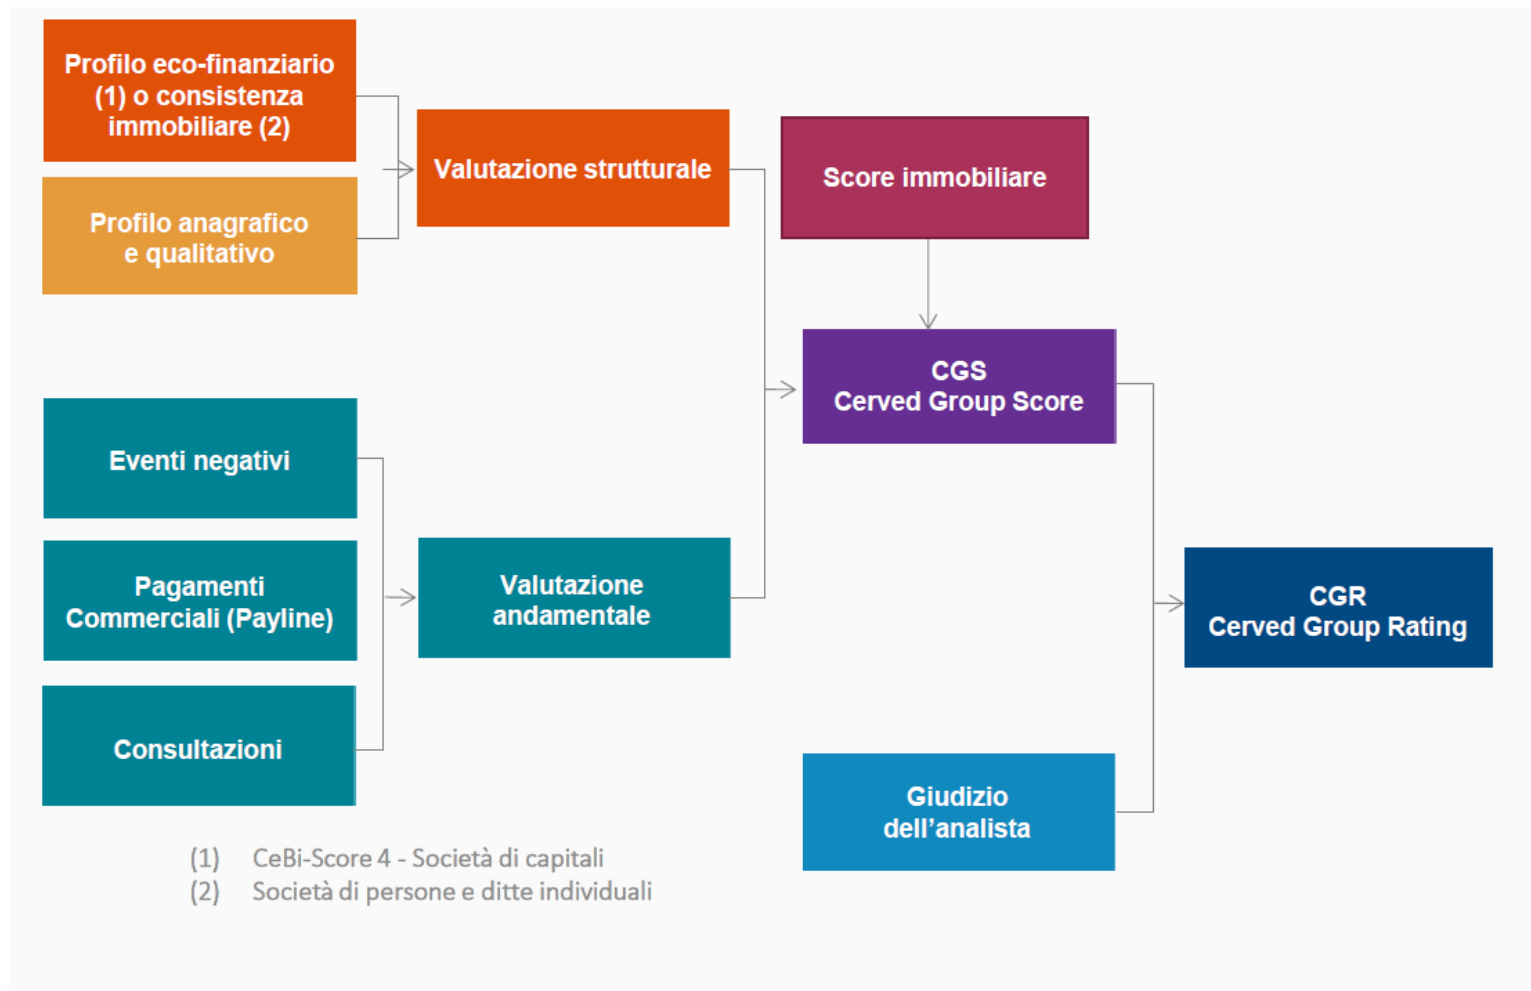 Profilo eco-finanziario
(1) o consistenza
immobiliare (2)
Profilo anagrafico
e qualitativo
Valutazione strutturale
Score immobiliare
CGS
Cerved Group Score
Eventi negativi
Pagamenti
Commerciali (Payline)
Consultazioni
Valutazione
andamentale
CGR
Cerved Group Rating
Giudizio
dell’analista
(1) CeBi-Score 4 - Società di capitali
(2) Società di persone e ditte individuali